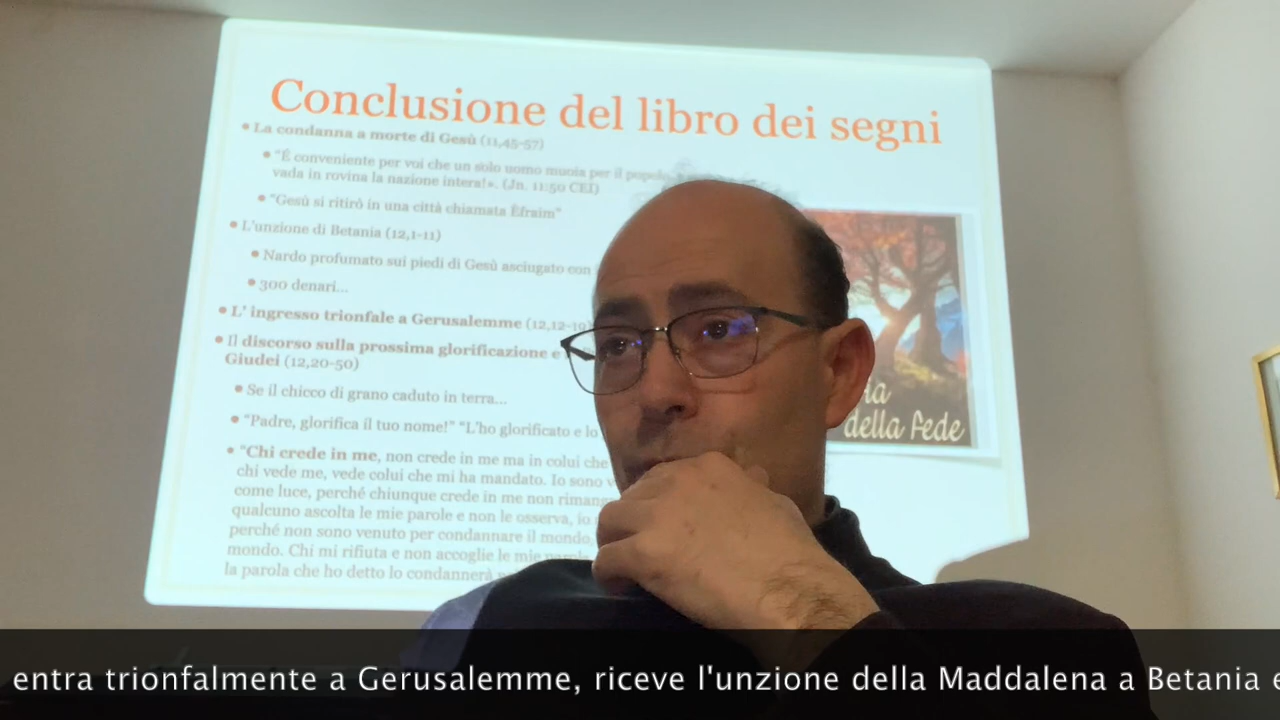 Conclusione del libro dei segni
• La condanna a morte di Gesù (11,45-57)
• "È conveniente per voi che un solo uomo muoia per il popolo
vada in rovina la nazione intera!». (Jn. 11:50 CEI)
• "Gesù si ritirò in una città chiamata Èfraim"
• L'unzione di Betania (12,1-11)
• Nardo profumato sui piedi di Gesù asciugato con
• 300 denari...
• L' ingresso trionfale a Gerusalemme (12,12-19)
• Il discorso sulla prossima glorificazione e
Giudei (12,20-50)
• Se il chicco di grano caduto in terra...
• "Padre, glorifica il tuo nome!" "L'ho glorificato e lo
• "Chi crede in me, non crede in me ma in colui che
chi vede me, vede colui che mi ha mandato. Io sono
come luce, perché chiunque crede in me non
qualcuno ascolta le mie parole e non le osserva, io
perché non sono venuto per condannare il mondo,
mondo. Chi mi rifiuta e non accoglie le mie parole
la parola che ho detto lo condannerà
della fede
entra trionfalmente a Gerusalemme, riceve l'unzione della Maddalena a Betania e